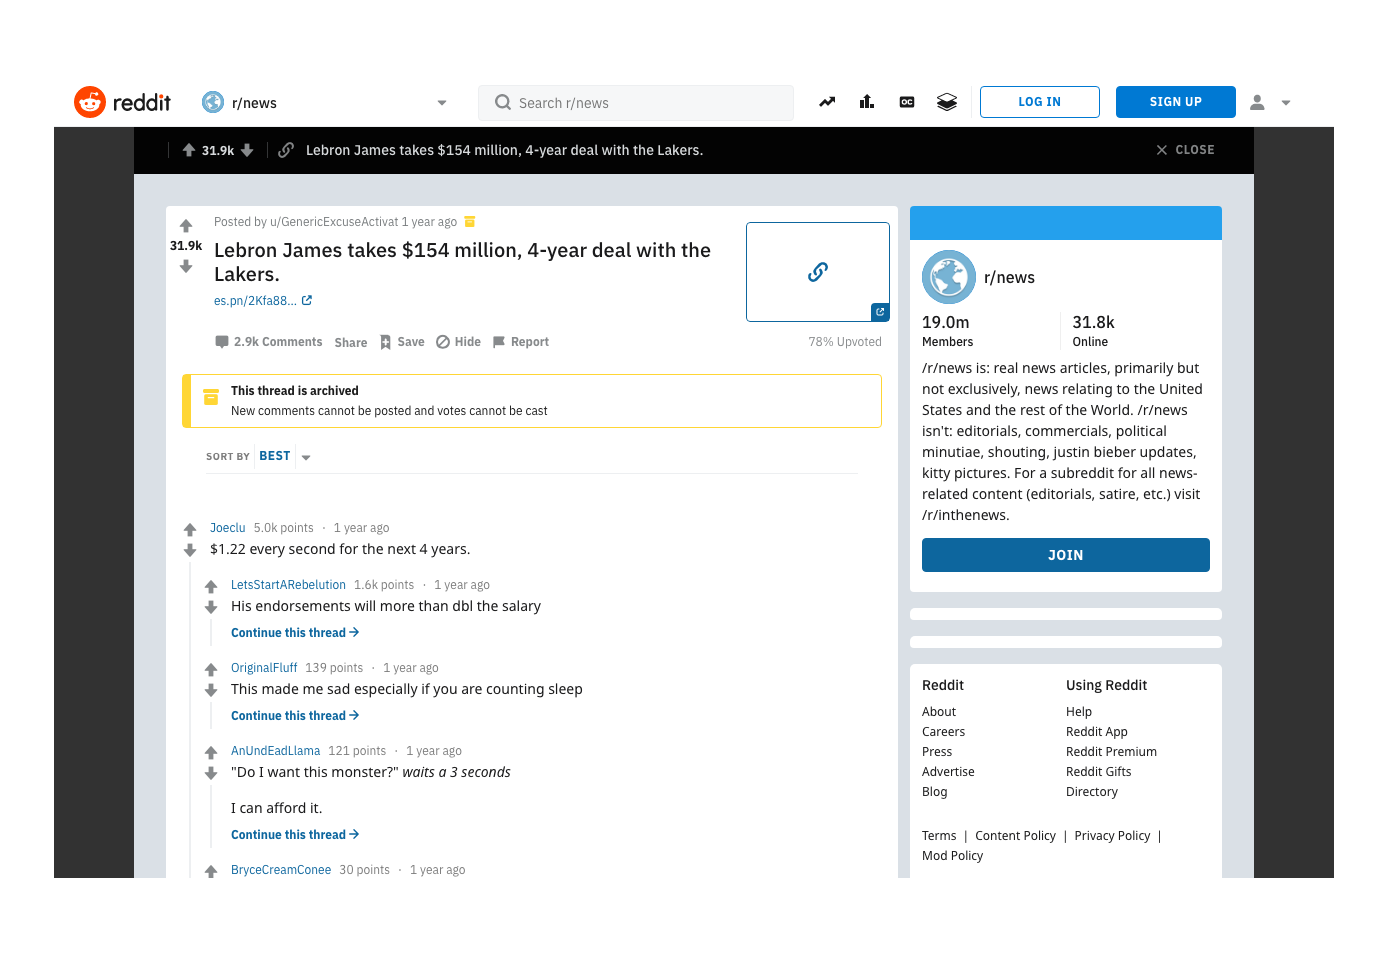 reddit
r/news
Search r/news
OC
LOG IN
SIGN UP
31.9k
Lebron James takes $154 million, 4-year deal with the Lakers.
CLOSE
Posted by u/GenericExcuseActivat 1 year ago
31.9k
Lebron James takes $154 million, 4-year deal with the
Lakers.
es.pn/2Kfa88...
2.9k Comments
Share
Save
Hide
Report
78% Upvoted
This thread is archived
New comments cannot be posted and votes cannot be cast
SORT BY
BEST
Joeclu 5.0k points · 1 year ago
$1.22 every second for the next 4 years.
LetsStartARebelution 1.6k points · 1 year ago
His endorsements will more than dbl the salary
Continue this thread
OriginalFluff 139 points · 1 year ago
This made me sad especially if you are counting sleep
Continue this thread
AnUndEadLlama 121 points · 1 year ago
"Do I want this monster?" waits a 3 seconds
I can afford it.
Continue this thread
BryceCreamConee 30 points · 1 year ago
r/news
19.0m
Members
31.8k
Online
/r/news is: real news articles, primarily but
not exclusively, news relating to the United
States and the rest of the World. /r/news
isn't: editorials, commercials, political
minutiae, shouting, justin bieber updates,
kitty pictures. For a subreddit for all news-
related content (editorials, satire, etc.) visit
/r/inthenews.
JOIN
Reddit
About
Careers
Press
Advertise
Blog
Using Reddit
Help
Reddit App
Reddit Premium
Reddit Gifts
Directory
Terms | Content Policy | Privacy Policy |
Mod Policy